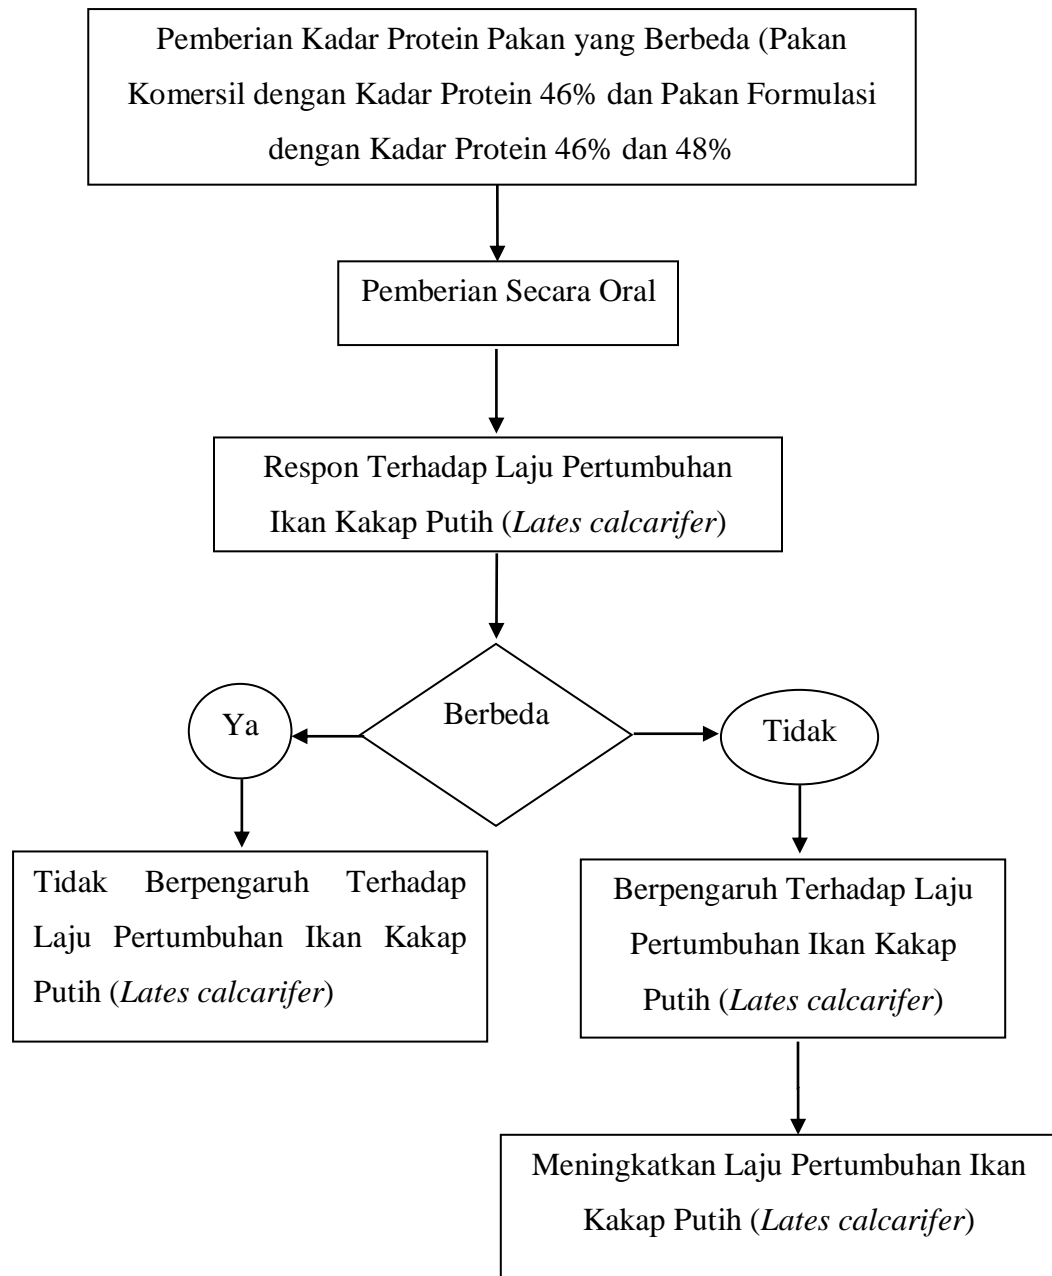 Pemberian Kadar Protein Pakan yang Berbeda (Pakan
Komersil dengan Kadar Protein 46% dan Pakan Formulasi
dengan Kadar Protein 46% dan 48%
Pemberian Secara Oral
Respon Terhadap Laju Pertumbuhan
Ikan Kakap Putih (Lates calcarifer)
Berbeda
Ya
Tidak
Tidak Berpengaruh Terhadap
Laju Pertumbuhan Ikan Kakap
Putih (Lates calcarifer)
Berpengaruh Terhadap Laju
Pertumbuhan Ikan Kakap
Putih (Lates calcarifer)
Meningkatkan Laju Pertumbuhan Ikan
Kakap Putih (Lates calcarifer)